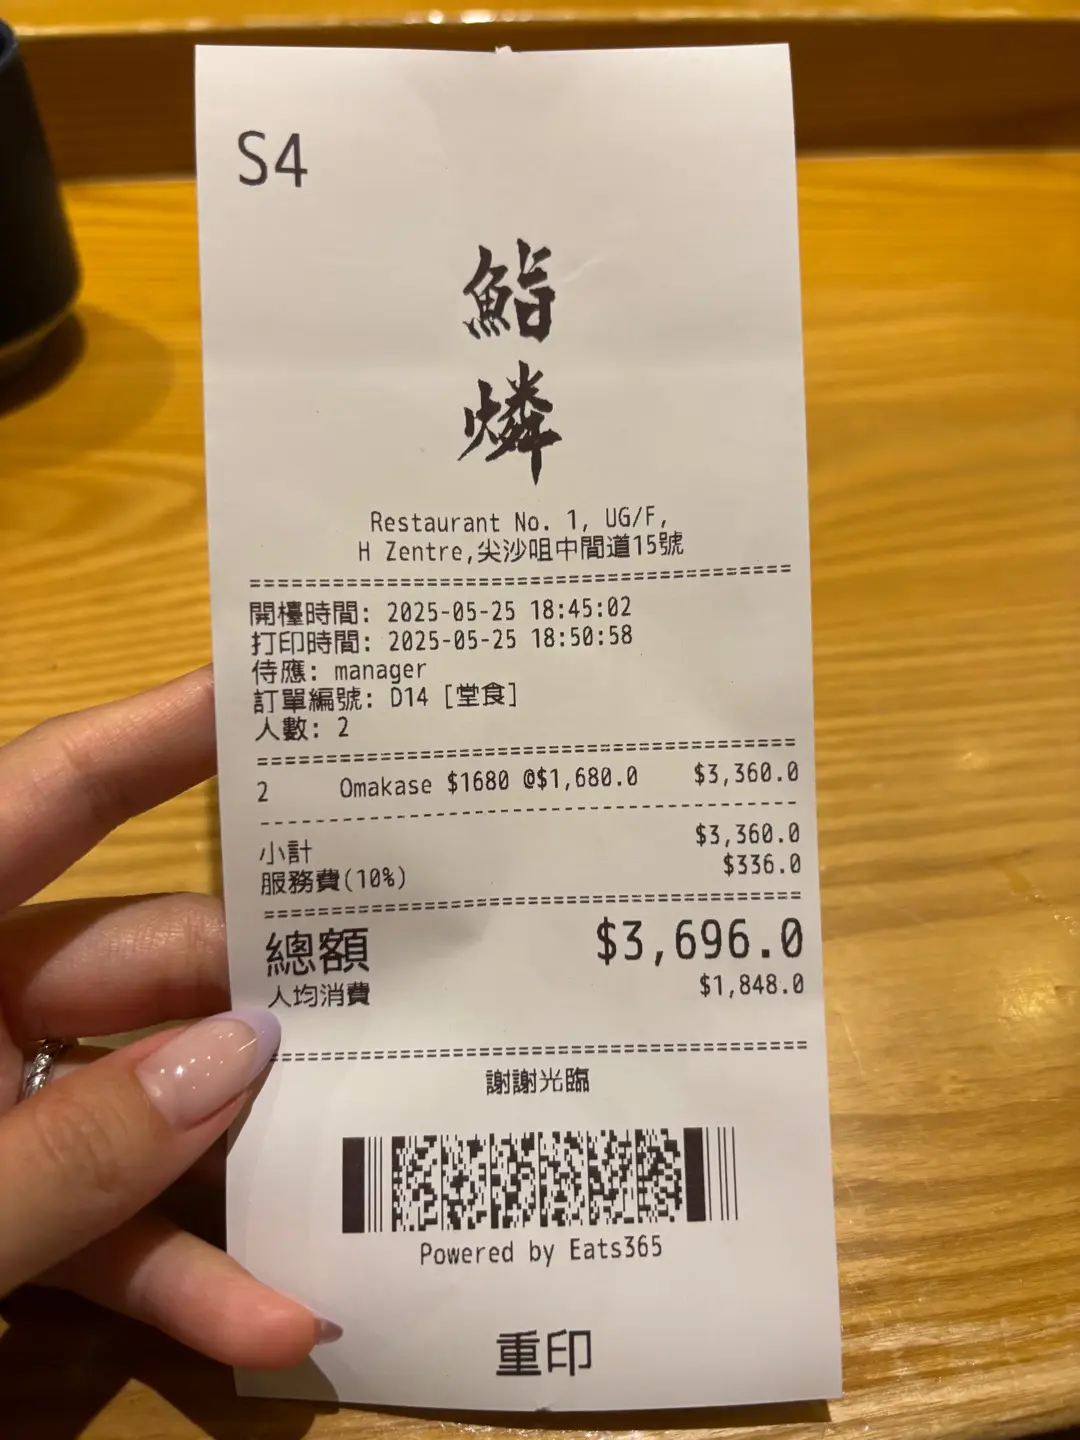 S4
鮨
燐
Restaurant No. 1, UG/F,
H Zentre,尖沙咀中間道15號
========================================
開檯時間: 2025-05-25 18:45:02
打印時間: 2025-05-25 18:50:58
侍應: manager
訂單編號: D14 [堂食]
人數: 2
========================================
2 Omakase $1680 @$1,680.0 $3,360.0
----------------------------------------
小計 $3,360.0
服務費(10%) $336.0
========================================
總額 $3,696.0
人均消費 $1,848.0
========================================
謝謝光臨
Powered by Eats365
重印